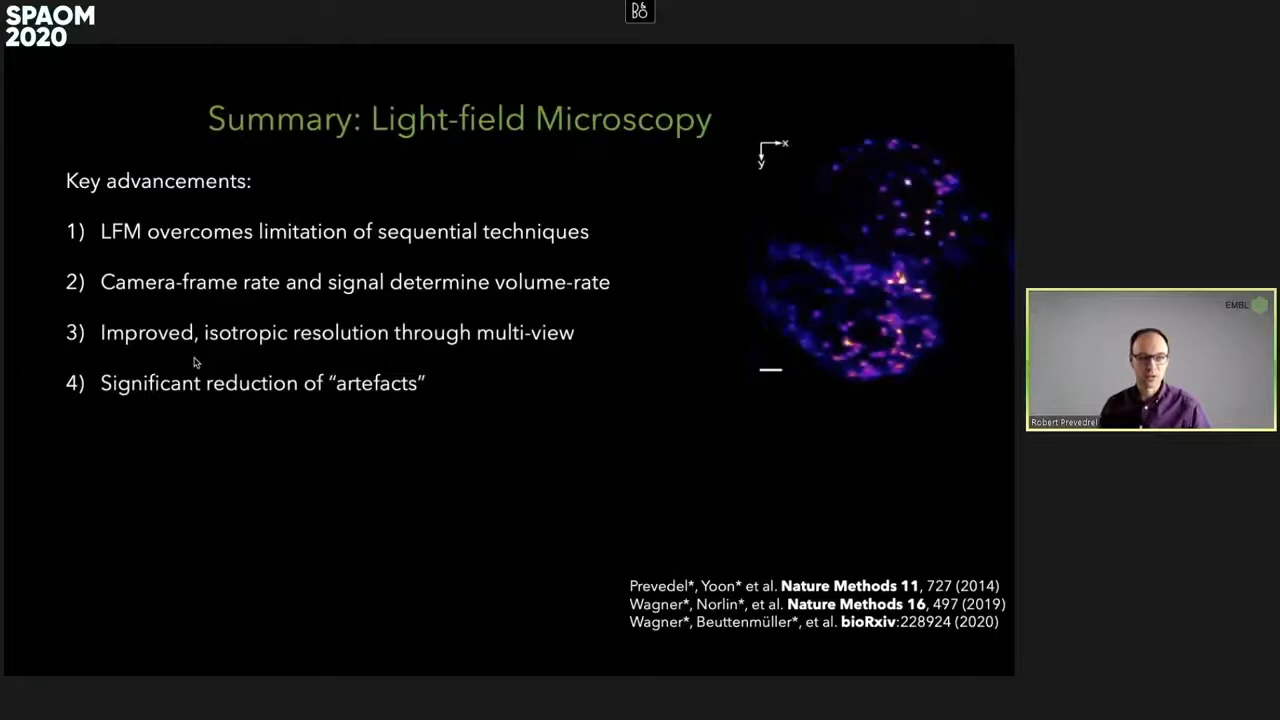 SPAOM
2020
D&
BO
Summary: Light-field Microscopy
x
y
Key advancements:
1) LFM overcomes limitation of sequential techniques
2) Camera-frame rate and signal determine volume-rate
3) Improved, isotropic resolution through multi-view
4) Significant reduction of “artefacts”
EMBL
Robert Prevedrel
Prevedel*, Yoon* et al. Nature Methods 11, 727 (2014)
Wagner*, Norlin*, et al. Nature Methods 16, 497 (2019)
Wagner*, Beuttenmüller*, et al. bioRxiv:228924 (2020)